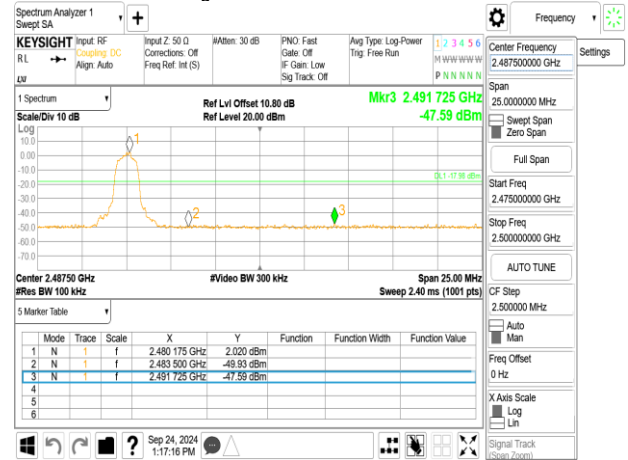 Spectrum Analyzer 1
Swept SA
+
Frequency
KEYSIGHT
Input: RF
Input Z: 50 Ω
#Atten: 30 dB
PNO: Fast
Avg Type: Log-Power
1 2 3 4 5 6
RL
Coupling: DC
Corrections: Off
Gate: Off
Trig: Free Run
M W W W W W
Align: Auto
Freq Ref: Int (S)
IF Gain: Low
Sig Track: Off
P N N N N N
LXI
Center Frequency
2.487500000 GHz
Settings
1 Spectrum
Ref Lvl Offset 10.80 dB
Mkr3 2.491 725 GHz
Scale/Div 10 dB
Ref Level 20.00 dBm
-47.59 dBm
Log
10.0
0.00
-10.0
-20.0
-30.0
-40.0
-50.0
-60.0
-70.0
1
2
3
DL1 -17.98 dBm
Center 2.48750 GHz
#Video BW 300 kHz
Span 25.00 MHz
#Res BW 100 kHz
Sweep 2.40 ms (1001 pts)
Span
25.0000000 MHz
Swept Span
Zero Span
Full Span
Start Freq
2.475000000 GHz
Stop Freq
2.500000000 GHz
AUTO TUNE
CF Step
2.500000 MHz
Auto
Man
Freq Offset
0 Hz
X Axis Scale
Log
Lin
Signal Track
(Span Zoom)
5 Marker Table
Mode Trace Scale X Y Function Function Width Function Value
1 N 1 f 2.480 175 GHz 2.020 dBm
2 N 1 f 2.483 500 GHz -49.93 dBm
3 N 1 f 2.491 725 GHz -47.59 dBm
4
5
6
?
Sep 24, 2024
1:17:16 PM